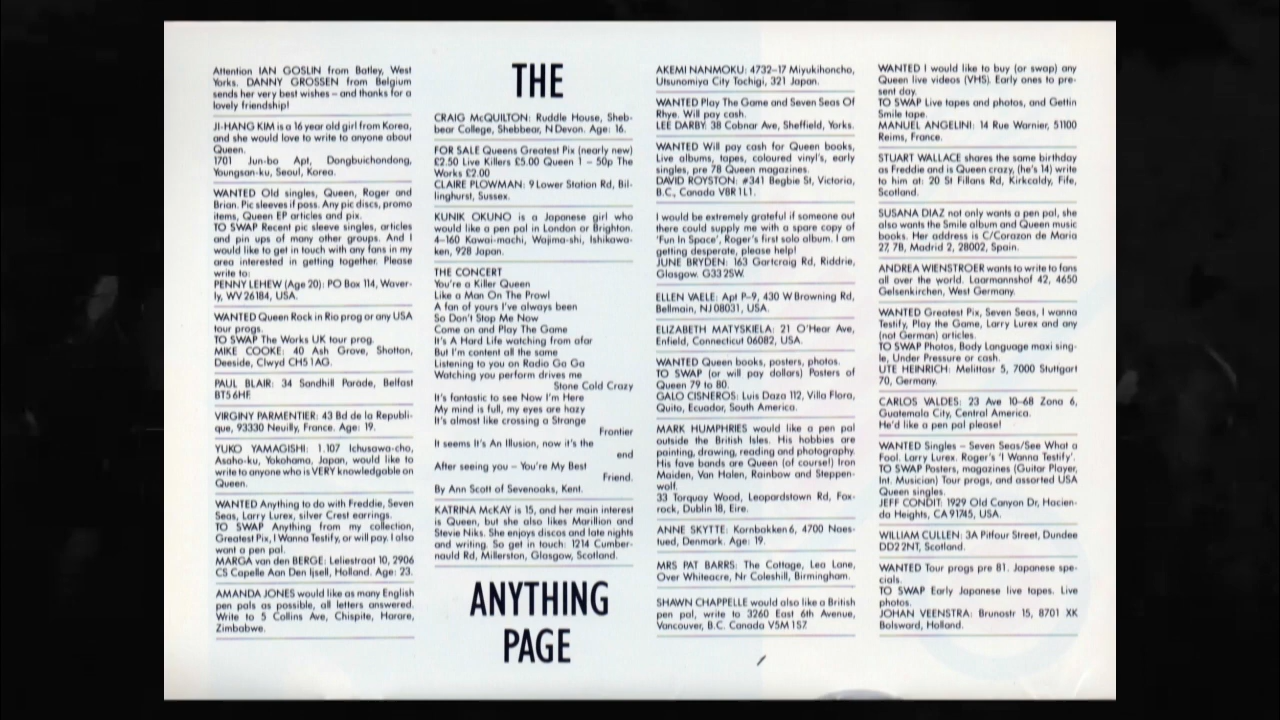 Attention IAN GOSLIN from Batley, West
Yorks. DANNY GROSSEN from Belgium
sends her very best wishes – and thanks for a
lovely friendship!
JI-HANG KIM is a 16 year old girl from Korea,
and she would love to write to anyone about
Queen.
1701 Jun-bo Apt, Dongbuichondong,
Youngsan-ku, Seoul, Korea.
WANTED Old singles, Queen, Roger and
Brian. Pic sleeves if poss. Any pic discs, promo
items, Queen EP articles and pix.
TO SWAP Recent pic sleeve singles, articles
and pin ups of many other groups. And I
would like to get in touch with any fans in my
area interested in getting together. Please
write to:
PENNY LEHEW (Age 20): PO Box 114, Waver-
ly, WV 26184, USA.
WANTED Queen Rock in Rio prog or any USA
tour progs.
TO SWAP The Works UK tour prog.
MIKE COOKE: 40 Ash Grove, Shotton,
Deeside, Clwyd CH5 1AG.
PAUL BLAIR: 34 Sandhill Parade, Belfast
BT5 6HF.
VIRGINY PARMENTIER: 43 Bd de la Republi-
que, 93330 Neuilly, France. Age: 19.
YUKO YAMAGISHI: 1.107 Ichusawa-cho,
Asaho-ku, Yokohama, Japan, would like to
write to anyone who is VERY knowledgable on
Queen.
WANTED Anything to do with Freddie, Seven
Seas, Larry Lurex, silver Crest earrings.
TO SWAP Anything from my collection,
Greatest Pix, I Wanna Testify, or will pay. I also
want a pen pal.
MARGA van den BERGE: Leliestraat 10, 2906
CS Capelle Aan Den Ijsell, Holland. Age: 23.
AMANDA JONES would like as many English
pen pals as possible, all letters answered.
Write to 5 Collins Ave, Chispite, Harare,
Zimbabwe.
THE
CRAIG McQUILTON: Ruddle House, Sheb-
bear College, Shebbear, N Devon. Age: 16.
FOR SALE Queens Greatest Pix (nearly new)
£2.50 Live Killers £5.00 Queen 1 – 50p The
Works £2.00
CLAIRE PLOWMAN: 9 Lower Station Rd, Bil-
linghurst, Sussex.
KUNIK OKUNO is a Japanese girl who
would like a pen pal in London or Brighton.
4–160 Kawai-machi, Wajima-shi, Ishikawa-
ken, 928 Japan.
THE CONCERT
You're a Killer Queen
Like a Man On The Prowl
A fan of yours I've always been
So Don't Stop Me Now
Come on and Play The Game
It's A Hard Life watching from afar
But I'm content all the same
Listening to you on Radio Ga Ga
Watching you perform drives me
Stone Cold Crazy
It's fantastic to see Now I'm Here
My mind is full, my eyes are hazy
It's almost like crossing a Strange
Frontier
It seems It's An Illusion, now it's the
end
After seeing you – You're My Best
Friend.
By Ann Scott of Sevenoaks, Kent.
KATRINA McKAY is 15, and her main interest
is Queen, but she also likes Marillion and
Stevie Niks. She enjoys discos and late nights
and writing. So get in touch: 1214 Cumber-
nauld Rd, Millerston, Glasgow, Scotland.
ANYTHING
PAGE
AKEMI NANMOKU: 4732–17 Miyukihoncho,
Utsunomiya City Tochigi, 321 Japan.
WANTED Play The Game and Seven Seas Of
Rhye. Will pay cash.
LEE DARBY: 38 Cobnar Ave, Sheffield, Yorks.
WANTED Will pay cash for Queen books,
Live albums, tapes, coloured vinyl's, early
singles, pre 78 Queen magazines.
DAVID ROYSTON: #341 Begbie St, Victoria,
B.C., Canada V8R 1L1.
I would be extremely grateful if someone out
there could supply me with a spare copy of
'Fun In Space', Roger's first solo album. I am
getting desperate, please help!
JUNE BRYDEN: 163 Gartcraig Rd, Riddrie,
Glasgow. G33 2SW.
ELLEN VAELE: Apt P–9, 430 W Browning Rd,
Bellmain, NJ 08031, USA.
ELIZABETH MATYSKIELA: 21 O'Hear Ave,
Enfield, Connecticut 06082, USA.
WANTED Queen books, posters, photos.
TO SWAP (or will pay dollars) Posters of
Queen 79 to 80.
GALO CISNEROS: Luis Daza 112, Villa Flora,
Quito, Ecuador, South America.
MARK HUMPHRIES would like a pen pal
outside the British Isles. His hobbies are
painting, drawing, reading and photography.
His fave bands are Queen (of course!) Iron
Maiden, Van Halen, Rainbow and Steppen-
wolf.
33 Torquay Wood, Leopardstown Rd, Fox-
rock, Dublin 18, Eire.
ANNE SKYTTE: Kornbakken 6, 4700 Naes-
tued, Denmark. Age: 19.
MRS PAT BARRS: The Cottage, Lea Lane,
Over Whiteacre, Nr Coleshill, Birmingham.
SHAWN CHAPPELLE would also like a British
pen pal, write to 3260 East 6th Avenue,
Vancouver, B.C. Canada V5M 1S7.
WANTED I would like to buy (or swap) any
Queen live videos (VHS). Early ones to pre-
sent day.
TO SWAP Live tapes and photos, and Gettin
Smile tape.
MANUEL ANGELINI: 14 Rue Warnier, 51100
Reims, France.
STUART WALLACE shares the same birthday
as Freddie and is Queen crazy, (he's 14) write
to him at: 20 St Fillans Rd, Kirkcaldy, Fife,
Scotland.
SUSANA DIAZ not only wants a pen pal, she
also wants the Smile album and Queen music
books. Her address is C/Corazon de Maria
27, 7B, Madrid 2, 28002, Spain.
ANDREA WIENSTROER wants to write to fans
all over the world. Laarmannshof 42, 4650
Gelsenkirchen, West Germany.
WANTED Greatest Pix, Seven Seas, I wanna
Testify, Play the Game, Larry Lurex and any
(not German) articles.
TO SWAP Photos, Body Language maxi sing-
le, Under Pressure or cash.
UTE HEINRICH: Melittasr 5, 7000 Stuttgart
70, Germany.
CARLOS VALDES: 23 Ave 10–68 Zona 6,
Guatemala City, Central America.
He'd like a pen pal please!
WANTED Singles – Seven Seas/See What a
Fool. Larry Lurex. Roger's 'I Wanna Testify'.
TO SWAP Posters, magazines (Guitar Player,
Int. Musician) Tour progs, and assorted USA
Queen singles.
JEFF CONDIT: 1929 Old Canyon Dr, Hacien-
da Heights, CA 91745, USA.
WILLIAM CULLEN: 3A Pitfour Street, Dundee
DD2 2NT, Scotland.
WANTED Tour progs pre 81. Japanese spe-
cials.
TO SWAP Early Japanese live tapes. Live
photos.
JOHAN VEENSTRA: Brunostr 15, 8701 XK
Bolsward, Holland.